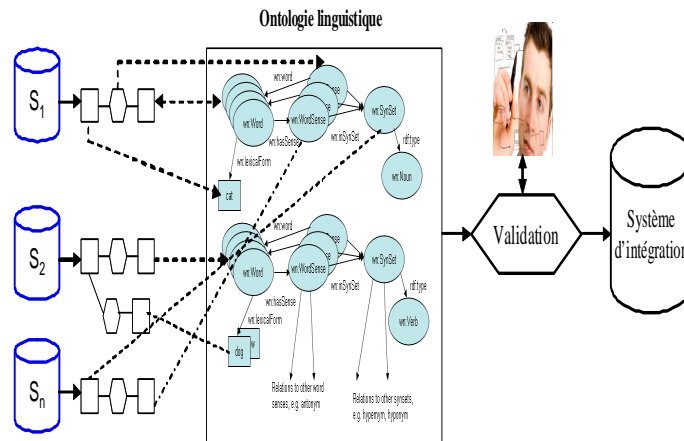 Ontologie linguistique
S1
wn:word
wn:Word
wn:WordSense
wn:SynSet
wn:hasSense
wn:inSynSet
wn:lexicalForm
rdf:type
cat
wn:Noun
S2
wn:word
wn:Word
wn:WordSense
wn:SynSet
wn:hasSense
wn:inSynSet
wn:lexicalForm
rdf:type
dog
wn:Verb
Sn
Relations to other word
senses, e.g. antonym
Relations to other synsets,
e.g. hypernym, hyponym
Validation
Système
d'intégration